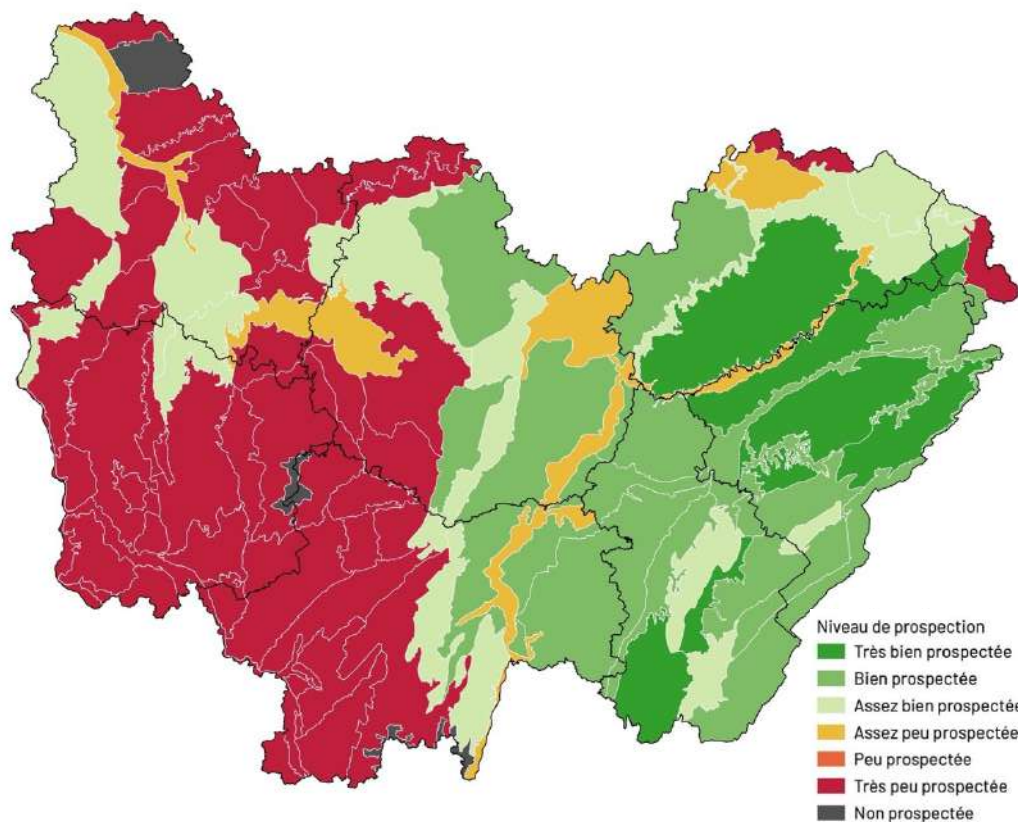 Niveau de prospection
Très bien prospectée
Bien prospectée
Assez bien prospectée
Assez peu prospectée
Peu prospectée
Très peu prospectée
Non prospectée